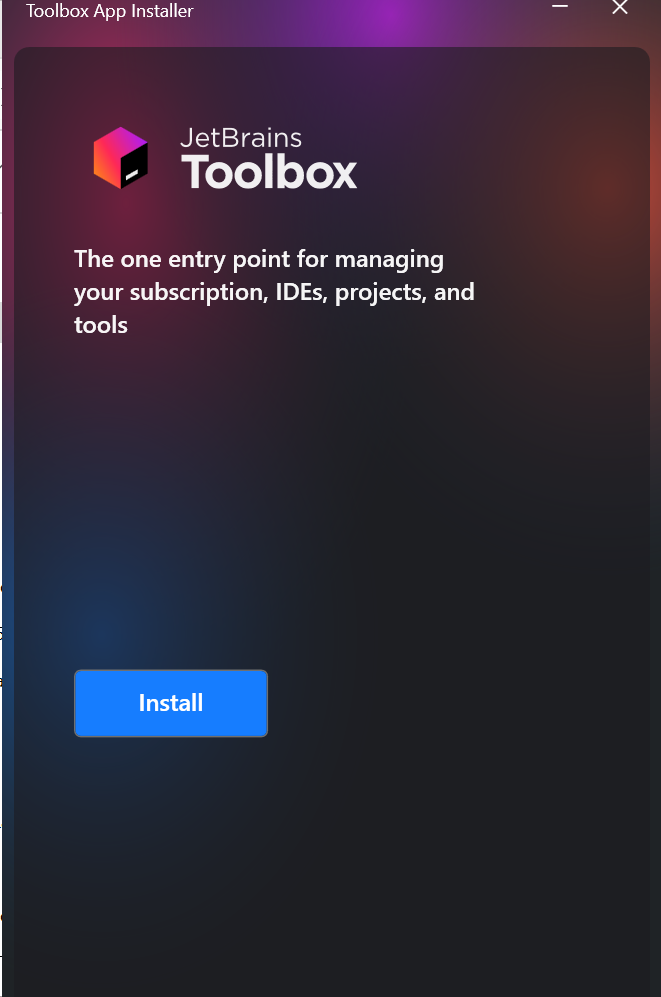 Toolbox App Installer
JetBrains
Toolbox
The one entry point for managing
your subscription, IDEs, projects, and
tools
Install